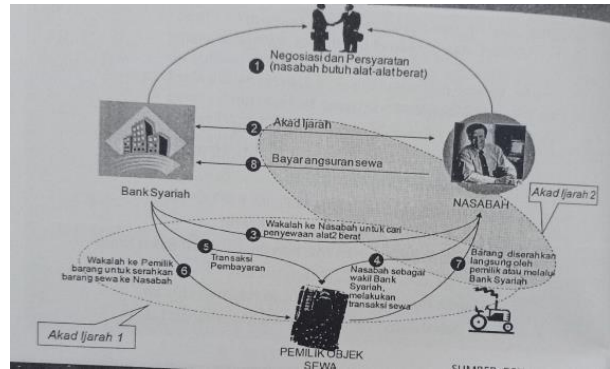 Negosiasi dan Persyaratan
1 (nasabah butuh alat-alat berat)
2 Akad Ijarah
8 Bayar angsuran sewa
Bank Syariah
NASABAH
Akad Ijarah 2
3 Wakalah ke Nasabah untuk cari
penyewaan alat2 berat
5 Transaksi
Pembayaran
Wakalah ke Pemilik
barang untuk serahkan
barang sewa ke Nasabah
6
4
Nasabah sebagai
wakil Bank
Syariah,
melakukan
transaksi sewa
7 Barang diserahkan
langsung oleh
pemilik atau melalui
Bank Syariah
Akad Ijarah 1
PEMILIK OBJEK
SEWA